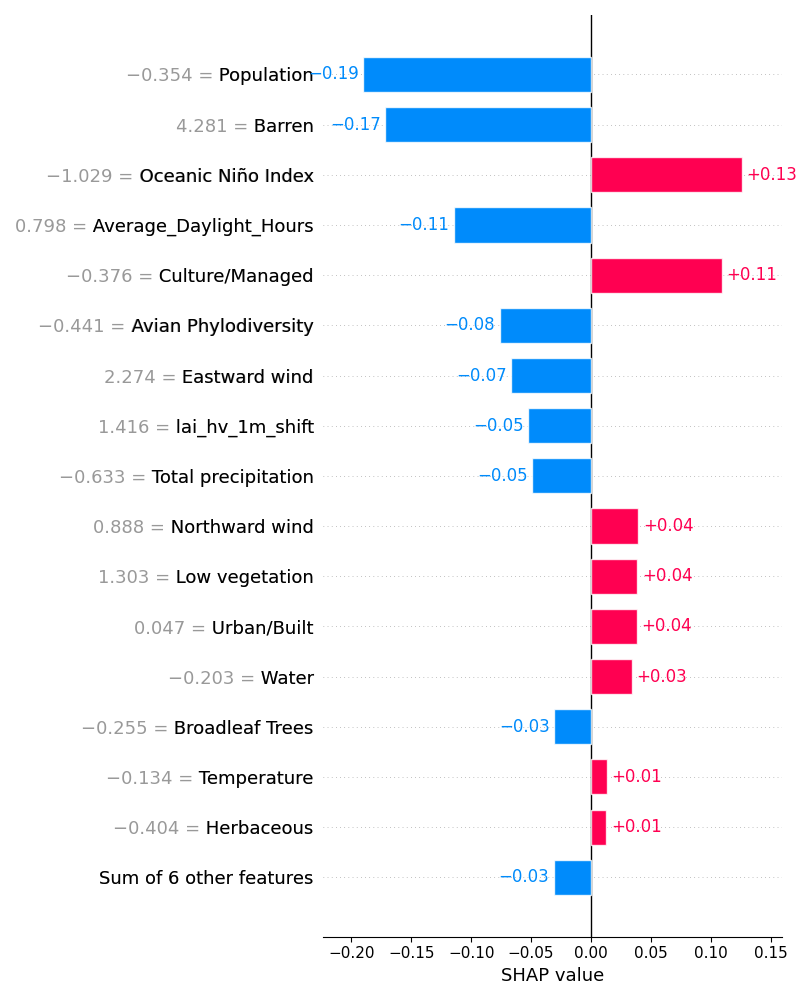 −0.354 = Population −0.19
4.281 = Barren −0.17
−1.029 = Oceanic Niño Index +0.13
0.798 = Average_Daylight_Hours −0.11
−0.376 = Culture/Managed +0.11
−0.441 = Avian Phylodiversity −0.08
2.274 = Eastward wind −0.07
1.416 = lai_hv_1m_shift −0.05
−0.633 = Total precipitation −0.05
0.888 = Northward wind +0.04
1.303 = Low vegetation +0.04
0.047 = Urban/Built +0.04
−0.203 = Water +0.03
−0.255 = Broadleaf Trees −0.03
−0.134 = Temperature +0.01
−0.404 = Herbaceous +0.01
Sum of 6 other features −0.03
−0.20 −0.15 −0.10 −0.05 0.00 0.05 0.10 0.15
SHAP value